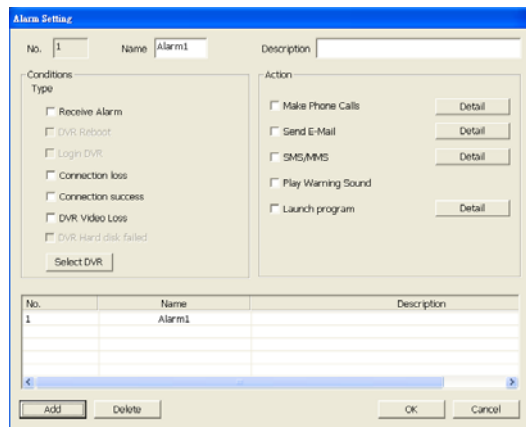 Alarm Setting
No. 1 Name Alarm1 Description
Conditions
Type
Receive Alarm
DVR Reboot
Login DVR
Connection loss
Connection success
DVR Video Loss
DVR Hard disk failed
Select DVR
Action
Make Phone Calls Detail
Send E-Mail Detail
SMS/MMS Detail
Play Warning Sound
Launch program Detail
No. Name Description
1 Alarm1
Add Delete OK Cancel